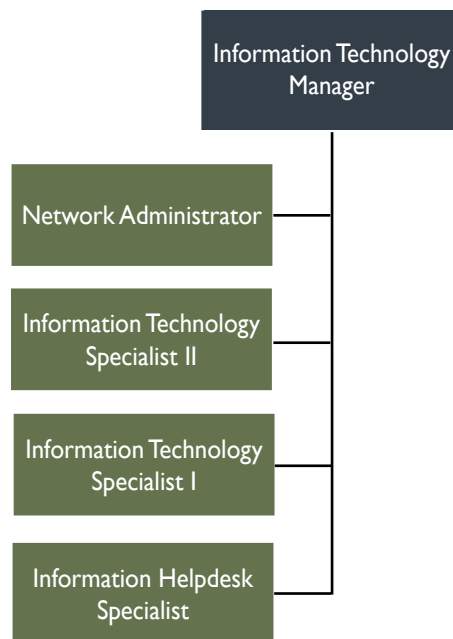 Information Technology
Manager
Network Administrator
Information Technology
Specialist II
Information Technology
Specialist I
Information Helpdesk
Specialist